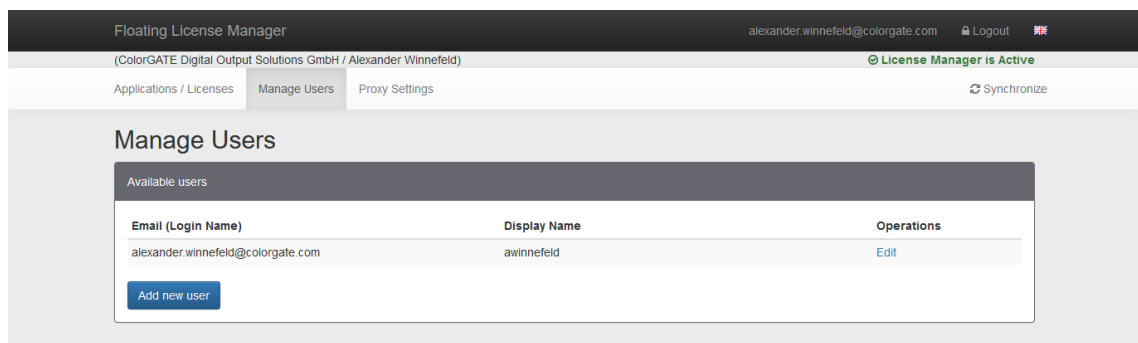 Floating License Manager alexander.winnefeld@colorgate.com Logout
(ColorGATE Digital Output Solutions GmbH / Alexander Winnefeld) License Manager is Active
Applications / Licenses Manage Users Proxy Settings Synchronize
Manage Users
Available users
Email (Login Name) Display Name Operations
alexander.winnefeld@colorgate.com awinnefeld Edit
Add new user